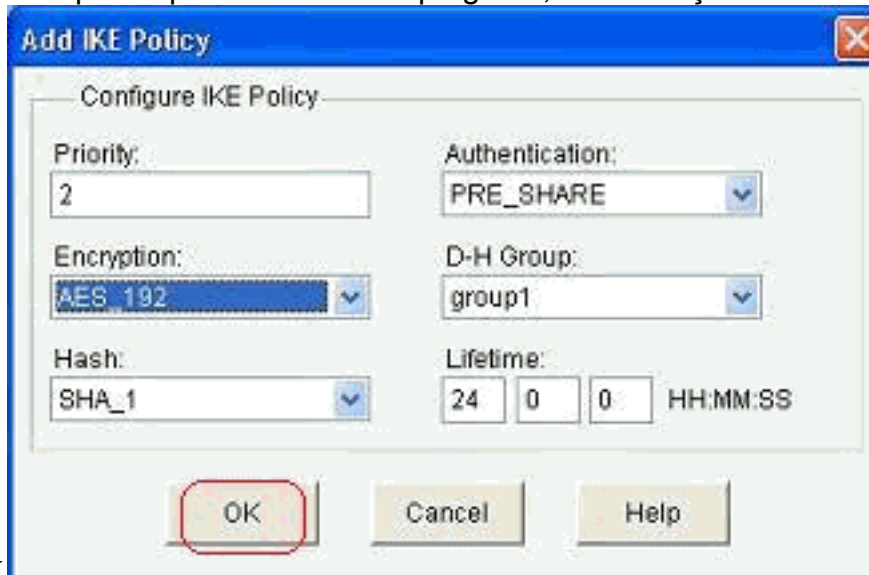 Add IKE Policy
Configure IKE Policy
Priority:
2
Authentication:
PRE_SHARE
Encryption:
AES_192
D-H Group:
group1
Hash:
SHA_1
Lifetime:
24 0 0 HH:MM:SS
OK Cancel Help